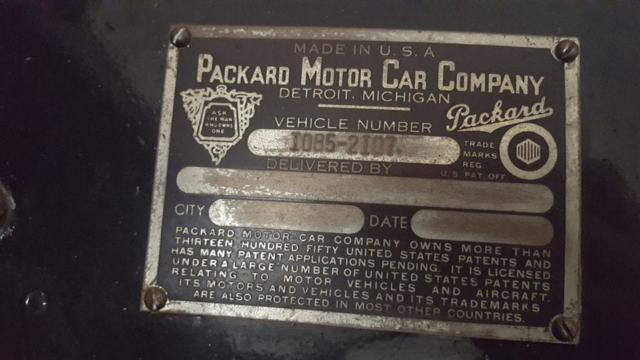 MADE IN U.S.A
PACKARD MOTOR CAR COMPANY
DETROIT, MICHIGAN
Packard
ASK
THE MAN
WHO OWNS
ONE
VEHICLE NUMBER
1085-2107.
TRADE
MARKS
REG.
U.S. PAT. OFF
DELIVERED BY
CITY
DATE
PACKARD MOTOR CAR COMPANY OWNS MORE THAN
THIRTEEN HUNDRED FIFTY UNITED STATES PATENTS AND
HAS MANY PATENT APPLICATIONS PENDING. IT IS LICENSED
UNDER A LARGE NUMBER OF UNITED STATES PATENTS
RELATING TO MOTOR VEHICLES AND AIRCRAFT.
ITS MOTORS AND VEHICLES AND ITS TRADEMARKS
ARE ALSO PROTECTED IN MOST OTHER COUNTRIES.